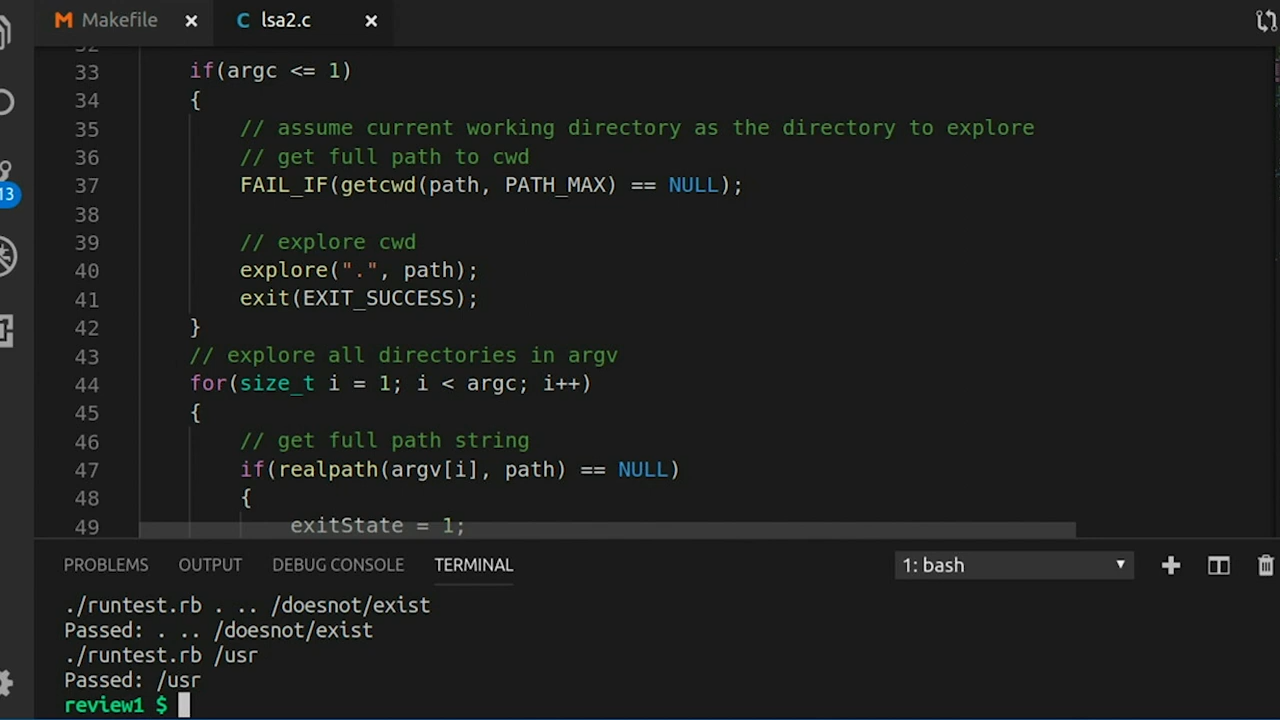 Makefile × C lsa2.c ×
32
33 if(argc <= 1)
34 {
35 // assume current working directory as the directory to explore
36 // get full path to cwd
37 FAIL_IF(getcwd(path, PATH_MAX) == NULL);
38
39 // explore cwd
40 explore(".", path);
41 exit(EXIT_SUCCESS);
42 }
43 // explore all directories in argv
44 for(size_t i = 1; i < argc; i++)
45 {
46 // get full path string
47 if(realpath(argv[i], path) == NULL)
48 {
49 exitState = 1;
13
PROBLEMS OUTPUT DEBUG CONSOLE TERMINAL 1: bash
./runtest.rb . .. /doesnot/exist
Passed: . .. /doesnot/exist
./runtest.rb /usr
Passed: /usr
review1 $